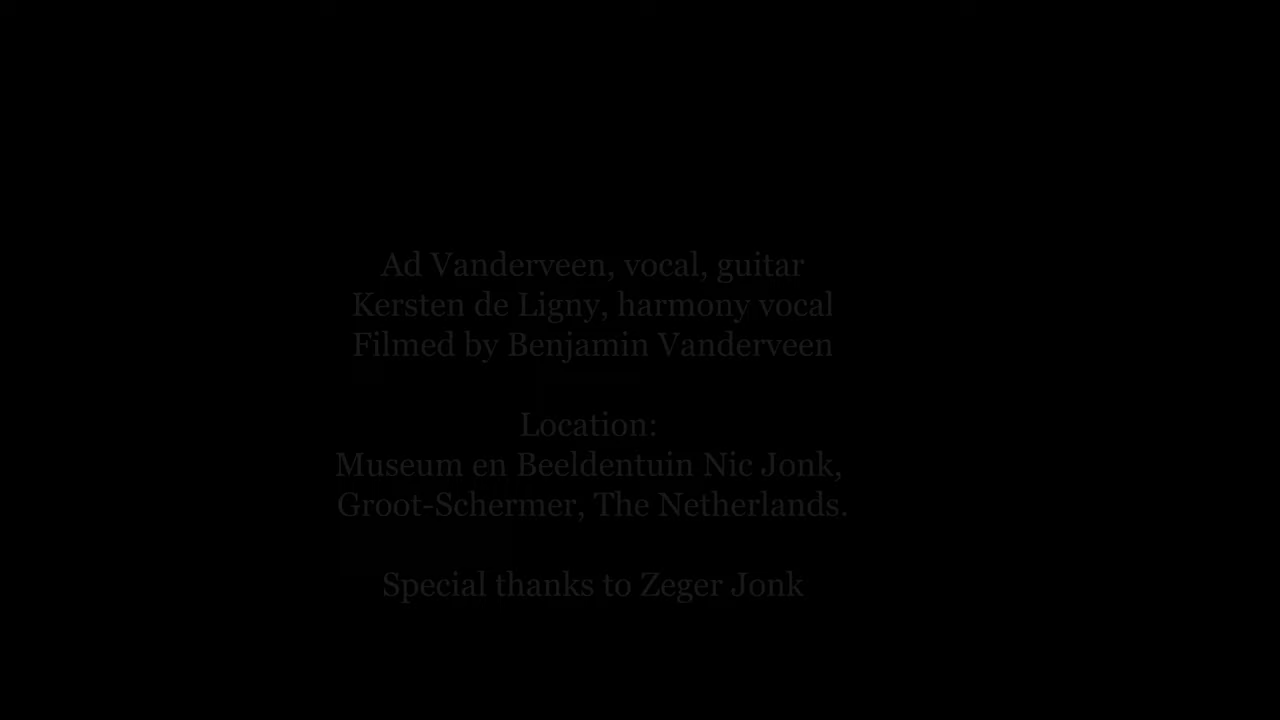 Ad Vanderveen, vocal, guitar
Kersten de Ligny, harmony vocal
Filmed by Benjamin Vanderveen
Location:
Museum en Beeldentuin Nic Jonk,
Groot-Schermer, The Netherlands.
Special thanks to Zeger Jonk